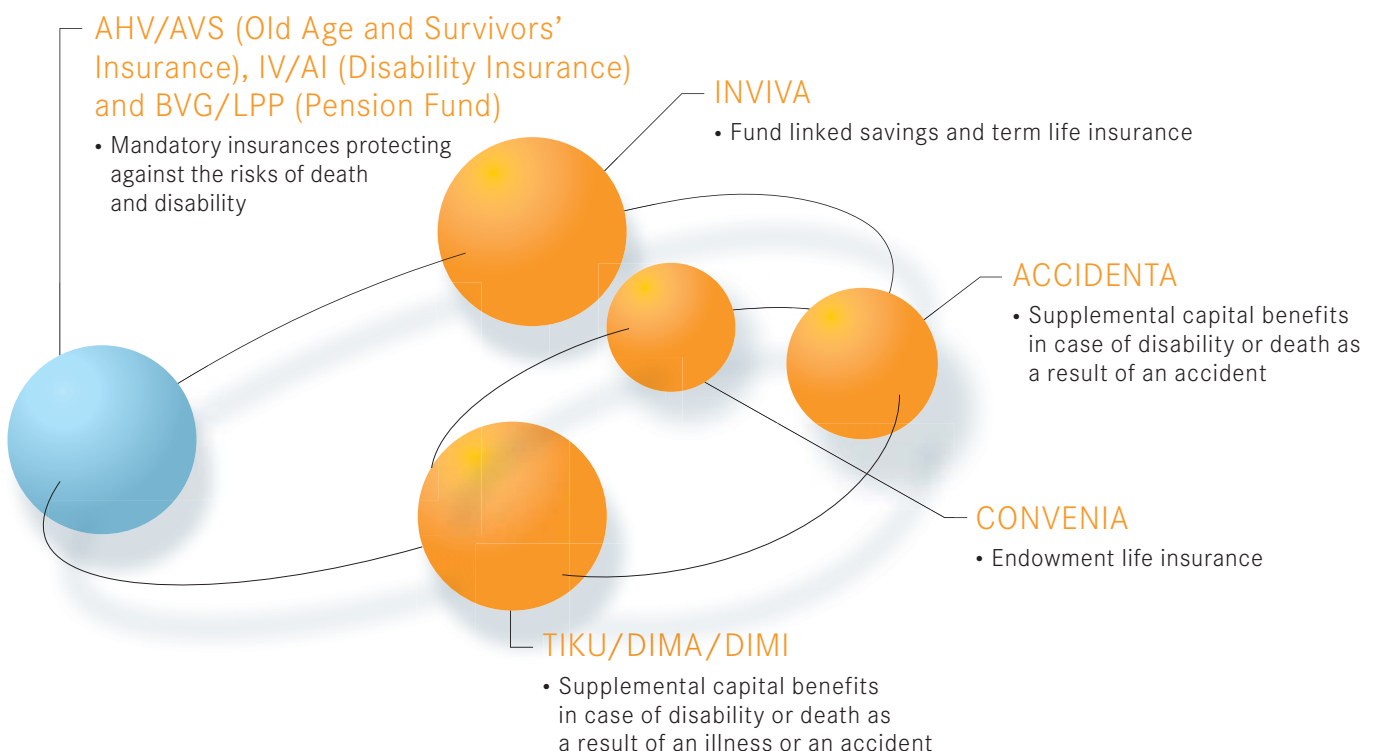 AHV/AVS (Old Age and Survivors’
Insurance), IV/AI (Disability Insurance)
and BVG/LPP (Pension Fund)
• Mandatory insurances protecting
against the risks of death
and disability
INVIVA
• Fund linked savings and term life insurance
ACCIDENTA
• Supplemental capital benefits
in case of disability or death as
a result of an accident
CONVENIA
• Endowment life insurance
TIKU/DIMA/DIMI
• Supplemental capital benefits
in case of disability or death as
a result of an illness or an accident